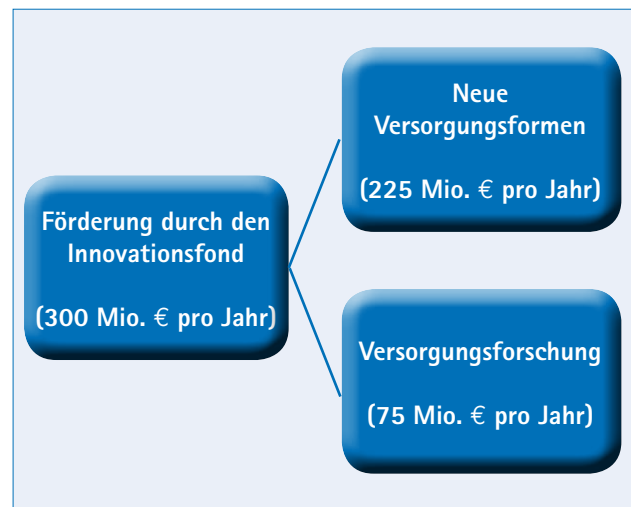 Förderung durch den
Innovationsfond
(300 Mio. € pro Jahr)
Neue
Versorgungsformen
(225 Mio. € pro Jahr)
Versorgungsforschung
(75 Mio. € pro Jahr)